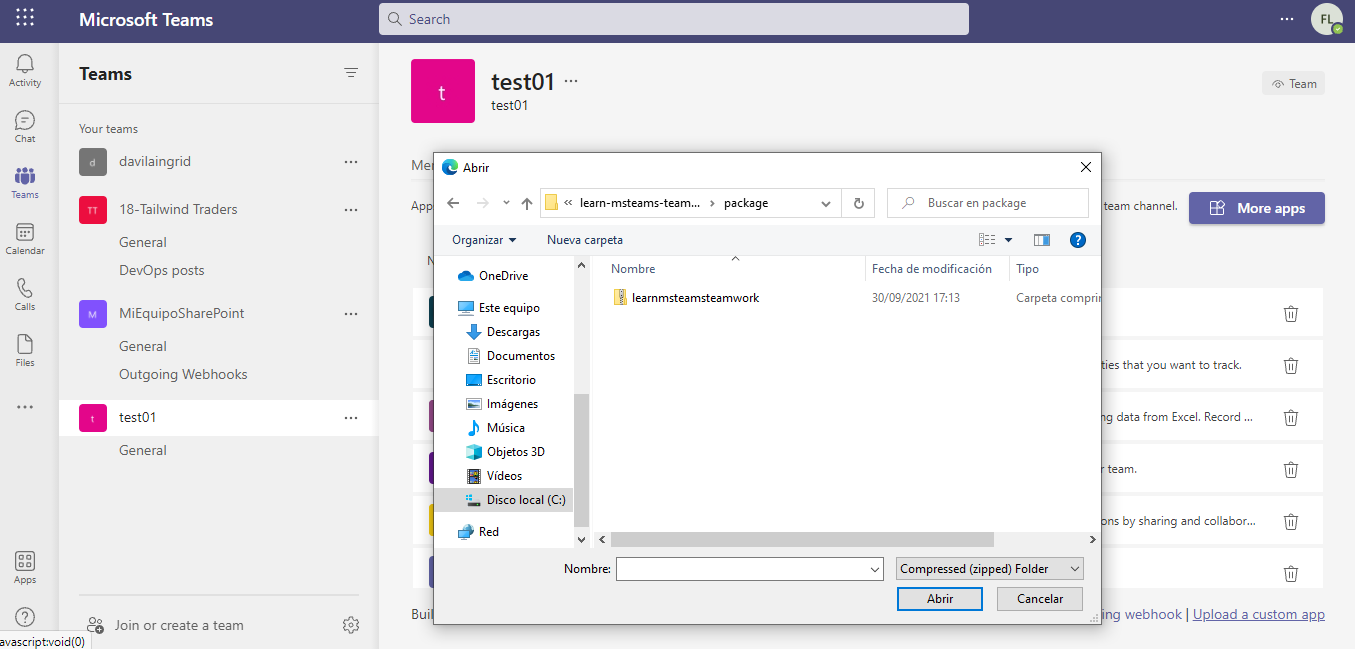 Microsoft Teams
Search
FL
Activity
Chat
Teams
Calendar
Calls
Files
Apps
Teams
Your teams
d
davilaingrid
TT
18-Tailwind Traders
General
DevOps posts
M
MiEquipoSharePoint
General
Outgoing Webhooks
t
test01
General
Join or create a team
avascript:void(0)
t
test01
test01
Team
team channel.
More apps
ties that you want to track.
ng data from Excel. Record ...
team.
ons by sharing and collabor...
ing webhook | Upload a custom app
Abrir
« learn-msteams-team... > package
Buscar en package
Organizar
Nueva carpeta
OneDrive
Este equipo
Descargas
Documentos
Escritorio
Imágenes
Música
Objetos 3D
Vídeos
Disco local (C:)
Red
Nombre Fecha de modificación Tipo
learnmsteamsteamwork 30/09/2021 17:13 Carpeta compri
Nombre:
Compressed (zipped) Folder
Abrir
Cancelar